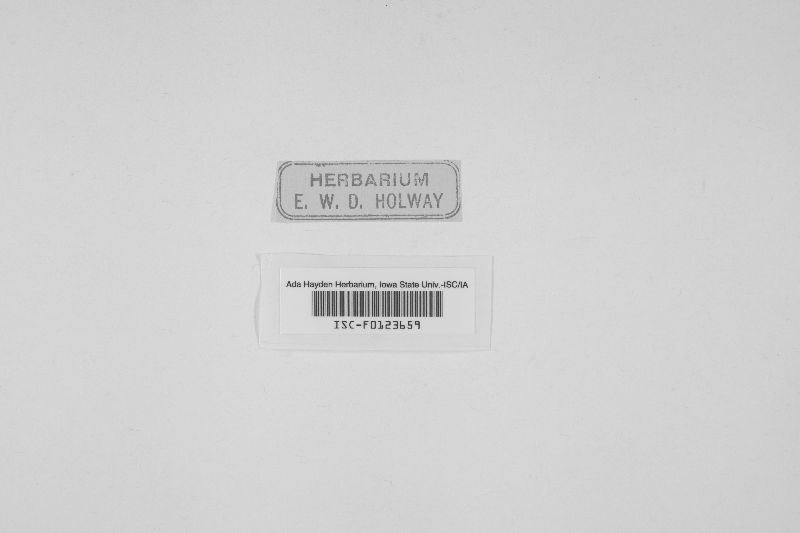 HERBARIUM
E. W. D. HOLWAY
Ada Hayden Herbarium, Iowa State Univ.-ISC/IA
ISC-F0123659